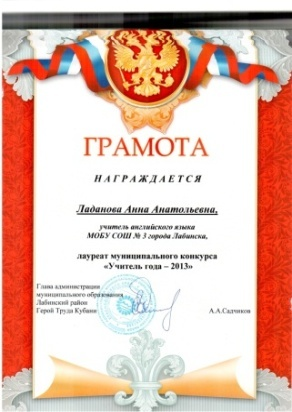 ГРАМОТА
НАГРАЖДАЕТСЯ
Ладанова Анна Анатольевна,
учитель английского языка
МОБУ СОШ № 3 города Лабинска,
лауреат муниципального конкурса
«Учитель года – 2013»
Глава администрации
муниципального образования
Лабинский район
Герой Труда Кубани
А.А.Садчиков